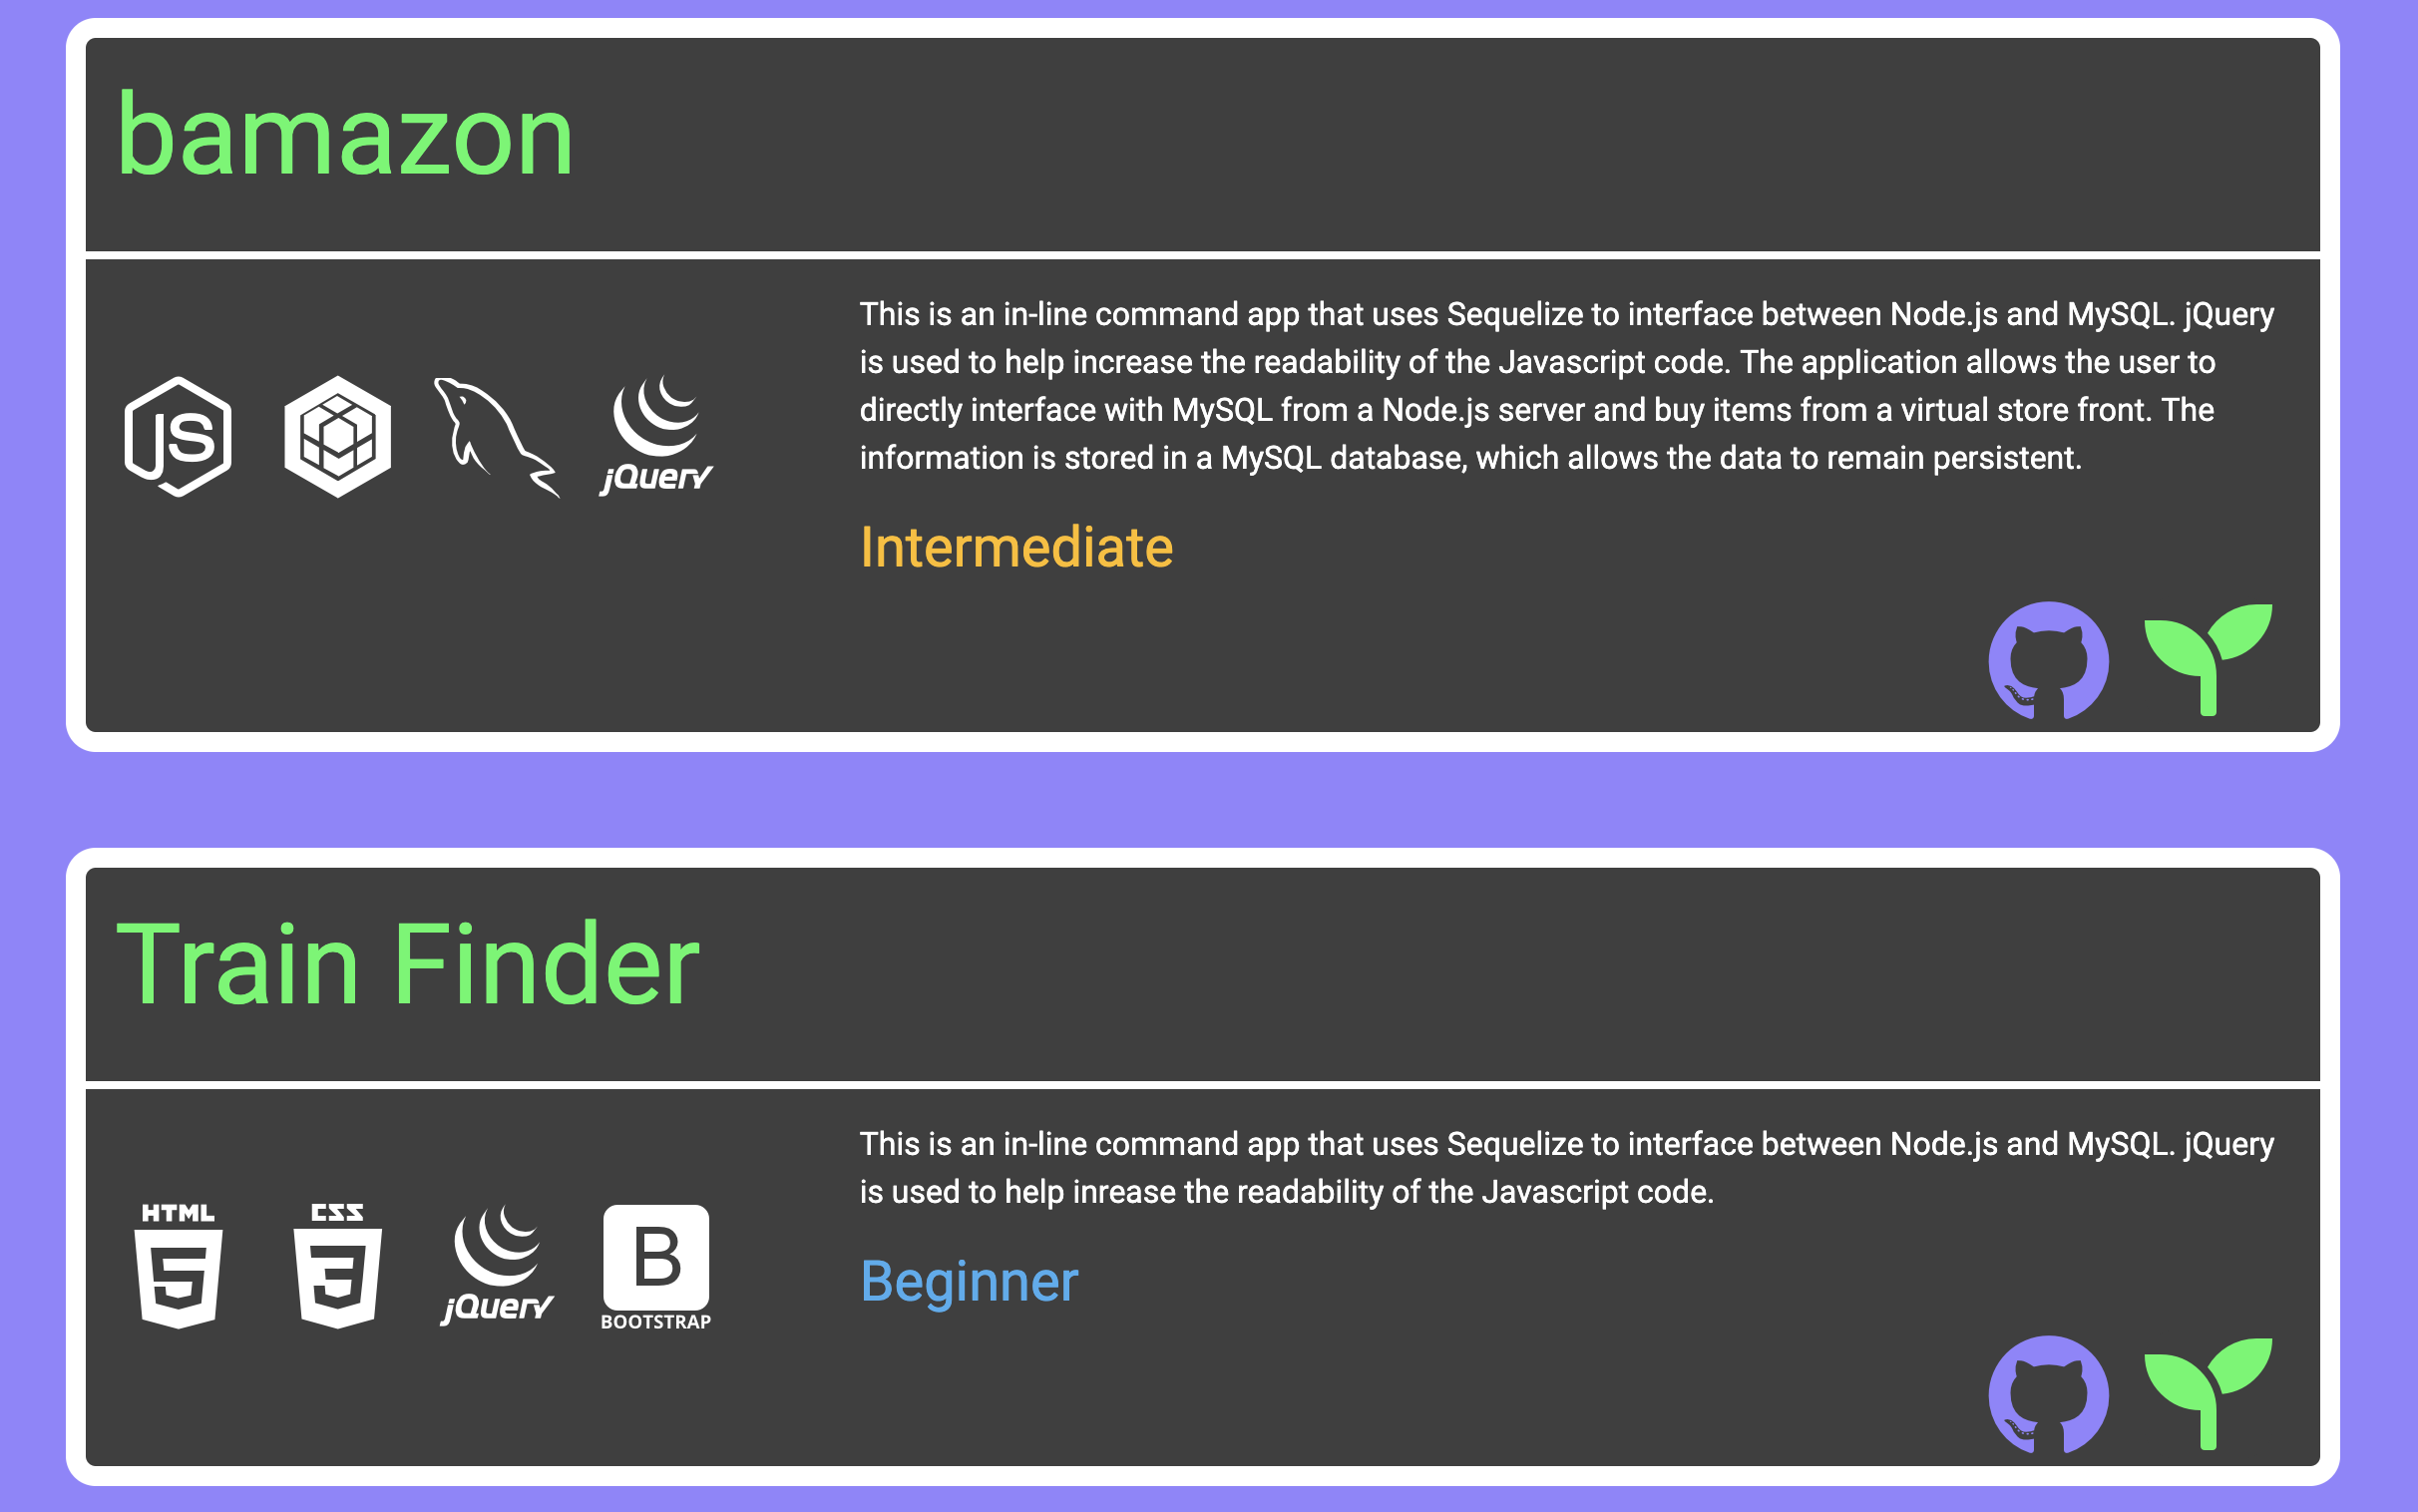 bamazon
This is an in-line command app that uses Sequelize to interface between Node.js and MySQL. jQuery
is used to help increase the readability of the Javascript code. The application allows the user to
directly interface with MySQL from a Node.js server and buy items from a virtual store front. The
information is stored in a MySQL database, which allows the data to remain persistent.
JS
jQuery
Intermediate
Train Finder
This is an in-line command app that uses Sequelize to interface between Node.js and MySQL. jQuery
is used to help inrease the readability of the Javascript code.
HTML
5
CSS
3
jQuery
B
BOOTSTRAP
Beginner